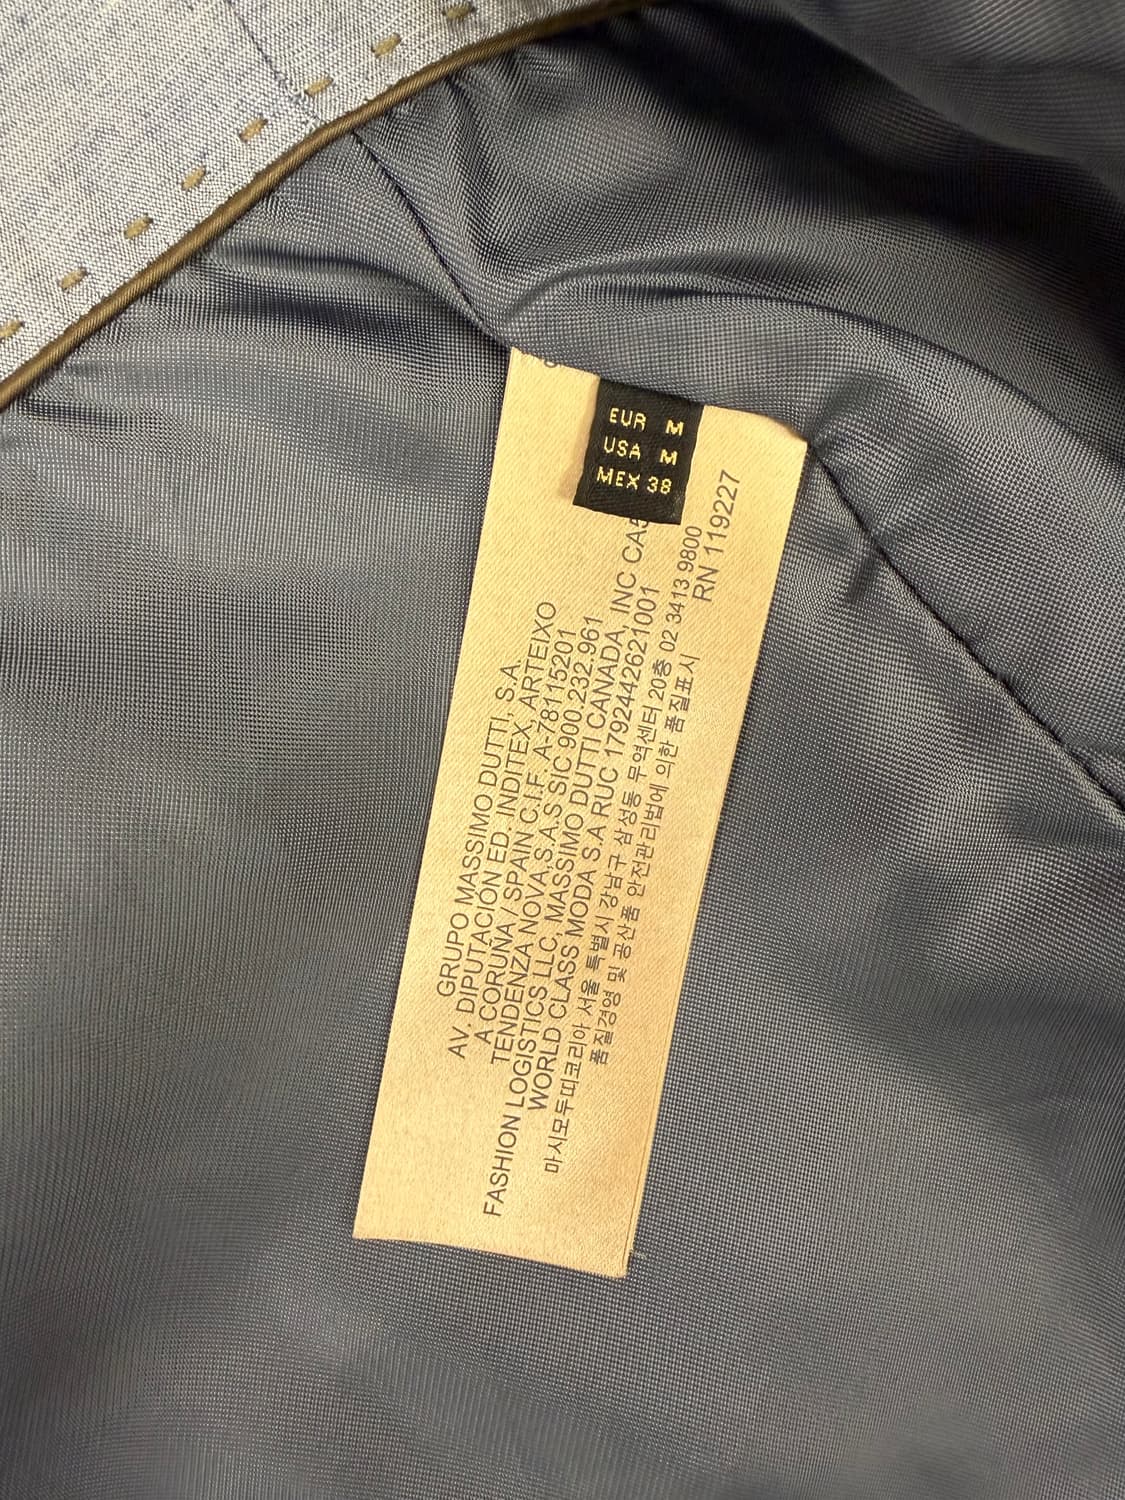 EUR M
USA M
MEX 38
GRUPO MASSIMO DUTTI, S.A.
AV. DIPUTACIÓN ED. INDITEX, ARTEIXO
A CORUÑA / SPAIN C.I.F. A-78115201
TENDENZA NOVA,S.A.S SIC 900.232.961
FASHION LOGISTICS LLC, MASSIMO DUTTI CANADA, INC CA5
WORLD CLASS MODA S.A RUC 1792442621001
마시모두띠코리아 서울 특별시 강남구 삼성동 무역센터 20층 02 3413 9800
품질경영 및 공산품 안전관리법에 의한 품질표시
RN 119227